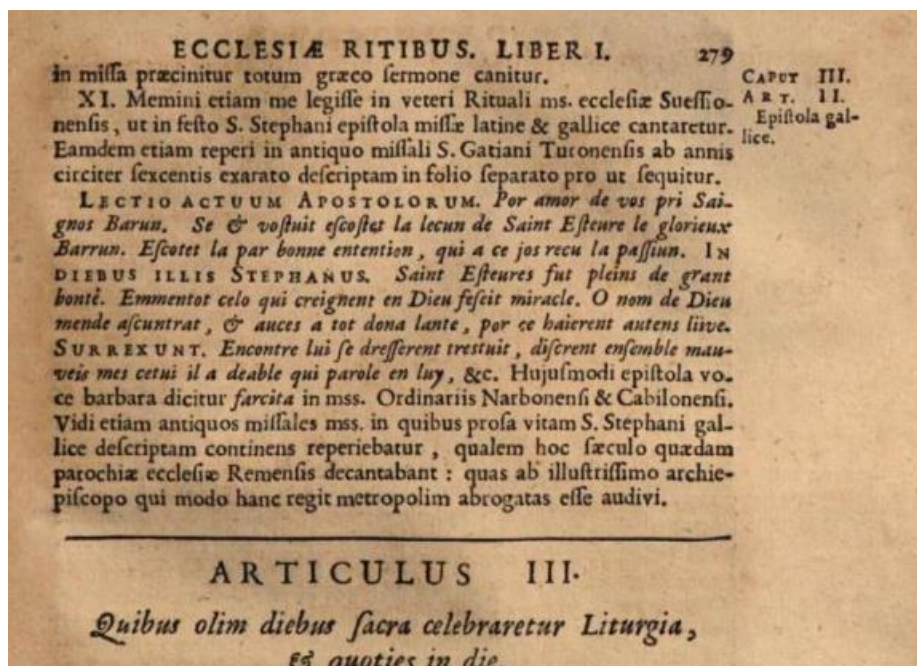 ECCLESIÆ RITIBUS. LIBER I. 279
in missa præcinitur totum græco sermone canitur.
XI. Memini etiam me legisse in veteri Rituali ms. ecclesiæ Suessio-
nensis, ut in festo S. Stephani epistola missæ latine & gallice cantaretur.
Eamdem etiam reperi in antiquo missali S. Gatiani Turonensis ab annis
circiter sexcentis exarato descriptam in folio separato pro ut sequitur.
LECTIO ACTUUM APOSTOLORUM. Por amor de vos pri Sai-
gnos Barun. Se & vostuit escostet la lecun de Saint Esteure le glorieux
Barrun. Escotet la par bonne entention, qui a ce jos recu la passiun. IN
DIEBUS ILLIS STEPHANUS. Saint Esteures fut pleins de grant
bonté. Emmentot celo qui creignent en Dieu feseit miracle. O nom de Dieu
mende ascuntrat, & auces a tot dona lante, por ce haierent autens liive.
SURREXUNT. Encontre lui se dresserent trestuit, discrent ensemble mau-
veis mes cetui il a deable qui parole en luy, &c. Hujusmodi epistola vo-
ce barbara dicitur farcita in mss. Ordinariis Narbonensi & Cabilonensi.
Vidi etiam antiquos missales mss. in quibus prosa vitam S. Stephani gal-
lice descriptam continens reperiebatur, qualem hoc sæculo quædam
parochiæ ecclesiæ Remensis decantabant : quas ab illustrissimo archie-
piscopo qui modo hanc regit metropolim abrogatas esse audivi.
CAPUT III.
ART. II.
Epistola gal-
lice.
ARTICULUS III.
Quibus olim diebus sacra celebraretur Liturgia,
& quoties in die.